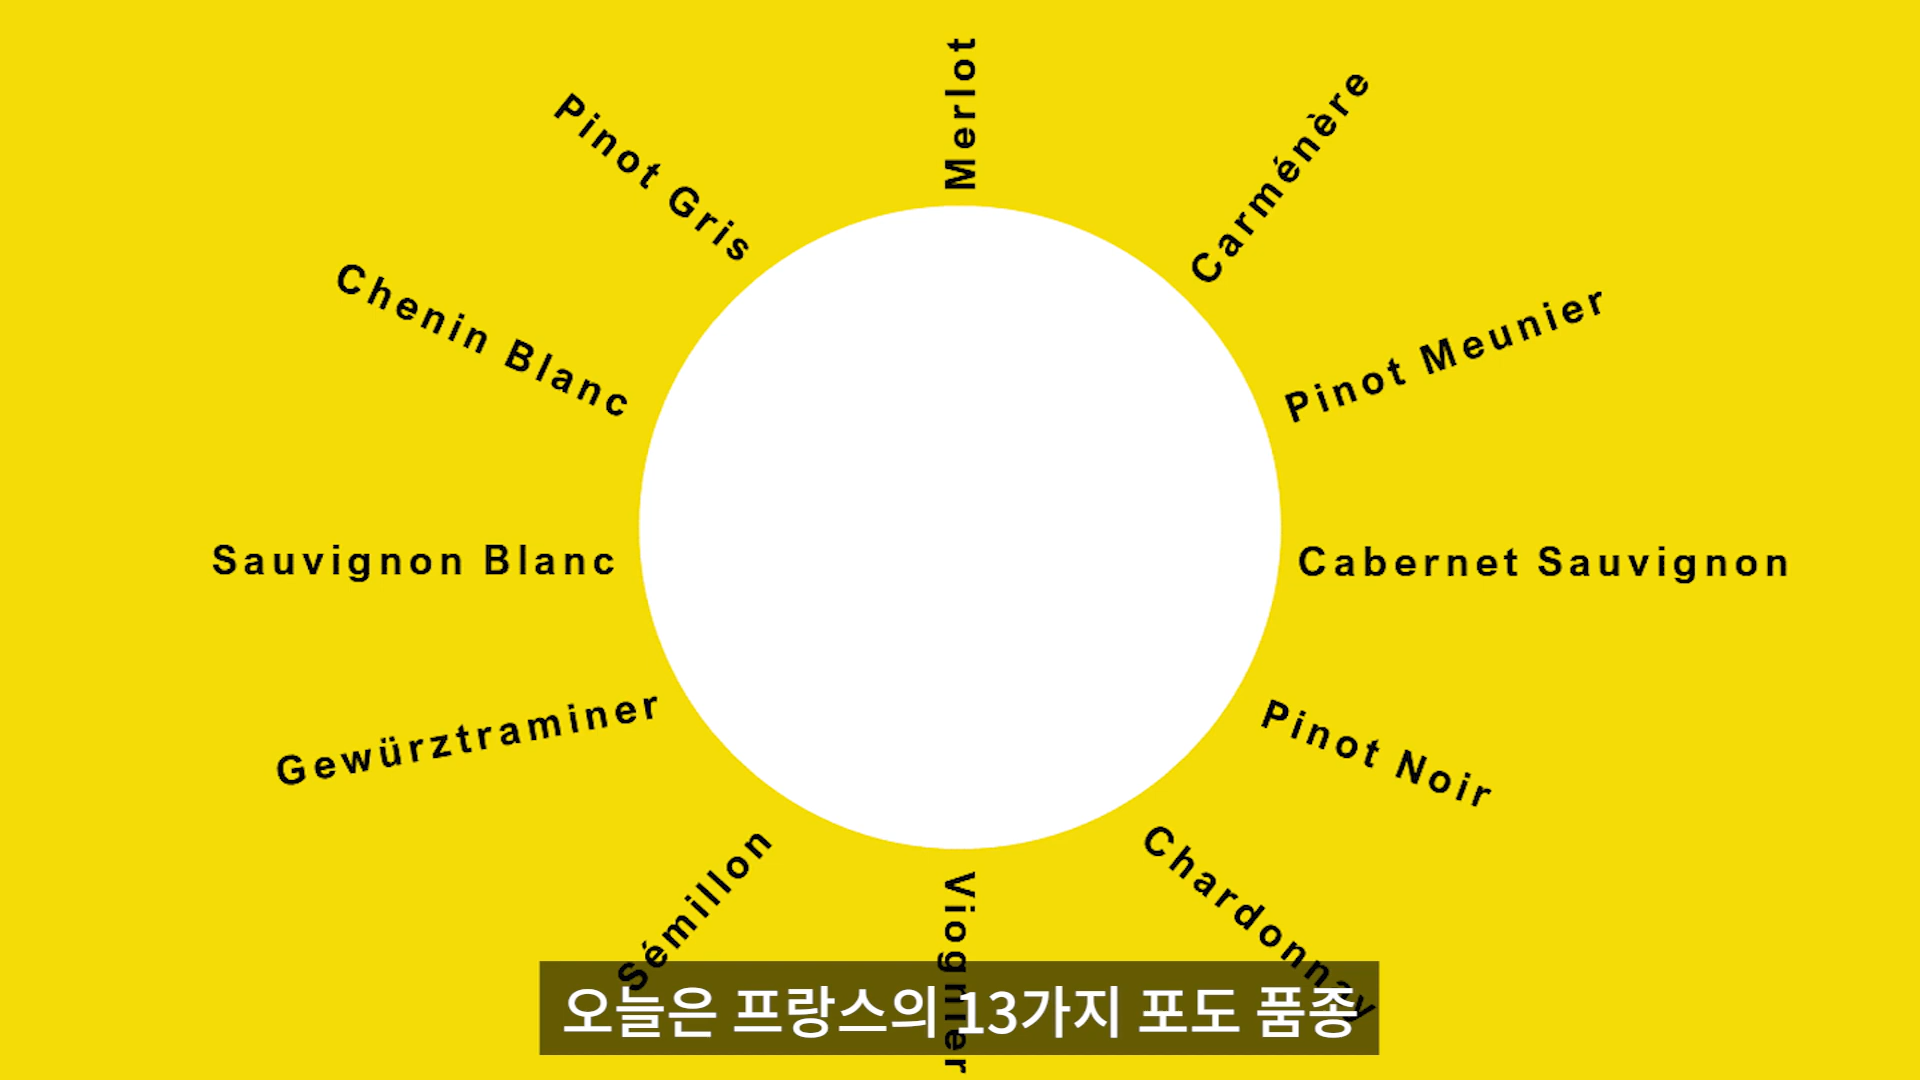 Merlot
Carménère
Pinot Meunier
Cabernet Sauvignon
Pinot Noir
Chardonnay
Viognier
Sémillon
Gewürztraminer
Sauvignon Blanc
Chenin Blanc
Pinot Gris
오늘은 프랑스의 13가지 포도 품종